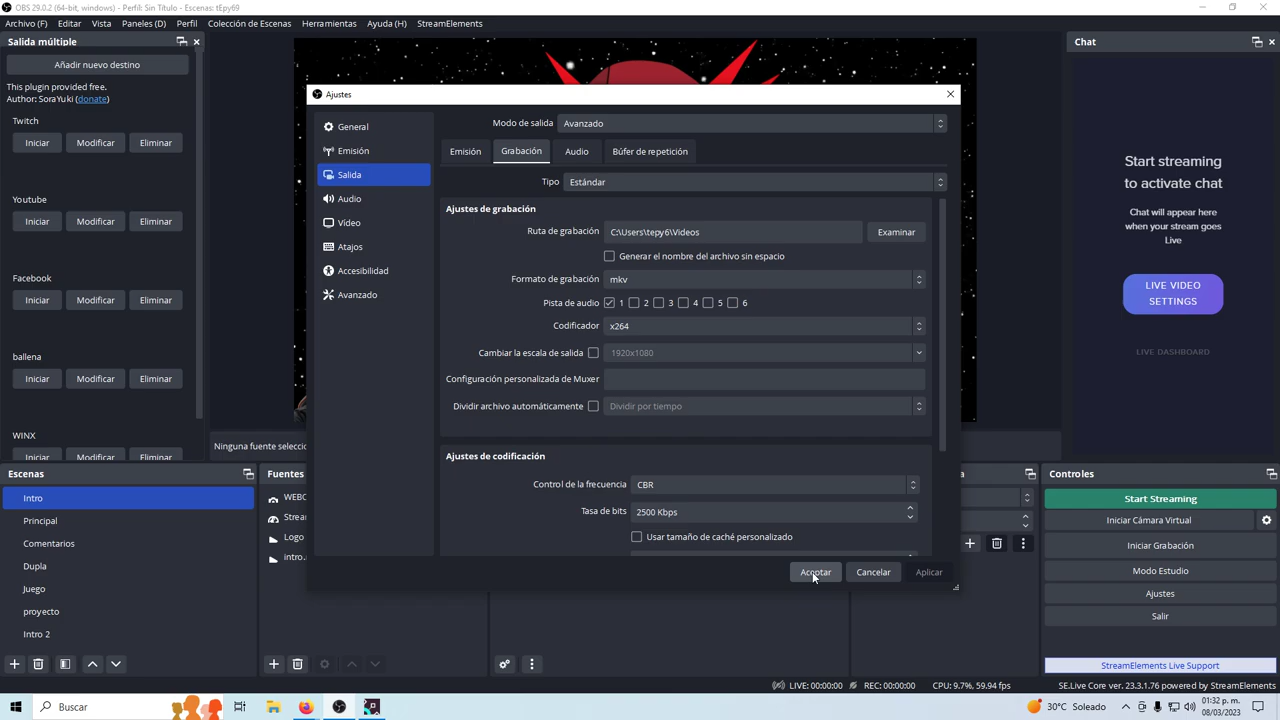 OBS 29.0.2 (64-bit, windows) - Perfil: Sin Título - Escenas: tEpy69
Archivo (F) Editar Vista Paneles (D) Perfil Colección de Escenas Herramientas Ayuda (H) StreamElements
Salida múltiple
Añadir nuevo destino
This plugin provided free.
Author: SoraYuki (donate)
Twitch
Iniciar Modificar Eliminar
Youtube
Iniciar Modificar Eliminar
Facebook
Iniciar Modificar Eliminar
ballena
Iniciar Modificar Eliminar
WINX
Iniciar Modificar Eliminar
Ninguna fuente selecci
Ajustes
General
Emisión
Salida
Audio
Vídeo
Atajos
Accesibilidad
Avanzado
Modo de salida Avanzado
Emisión Grabación Audio Búfer de repetición
Tipo Estándar
Ajustes de grabación
Ruta de grabación C:\Users\tepy6\Videos Examinar
Generar el nombre del archivo sin espacio
Formato de grabación mkv
Pista de audio 1 2 3 4 5 6
Codificador x264
Cambiar la escala de salida 1920x1080
Configuración personalizada de Muxer
Dividir archivo automáticamente Dividir por tiempo
Ajustes de codificación
Control de la frecuencia CBR
Tasa de bits 2500 Kbps
Usar tamaño de caché personalizado
Aceptar Cancelar Aplicar
Chat
Start streaming
to activate chat
Chat will appear here
when your stream goes
Live
LIVE VIDEO
SETTINGS
LIVE DASHBOARD
Escenas
Intro
Principal
Comentarios
Dupla
Juego
proyecto
Intro 2
Fuentes
WEBC
Strea
Logo
intro.
Controles
Start Streaming
Iniciar Cámara Virtual
Iniciar Grabación
Modo Estudio
Ajustes
Salir
StreamElements Live Support
LIVE: 00:00:00 REC: 00:00:00 CPU: 9.7%, 59.94 fps SE.Live Core ver. 23.3.1.76 powered by StreamElements
Buscar
30°C Soleado
01:32 p. m.
08/03/2023